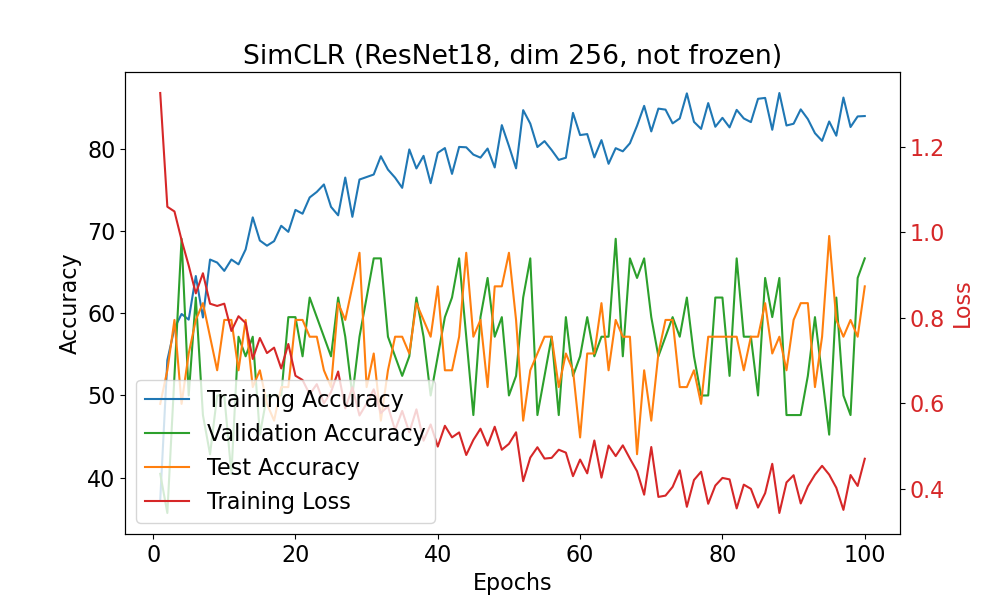 SimCLR (ResNet18, dim 256, not frozen)
Accuracy
80
70
60
50
40
1.2
1.0
0.8
0.6
0.4
Loss
Training Accuracy
Validation Accuracy
Test Accuracy
Training Loss
0 20 40 60 80 100
Epochs